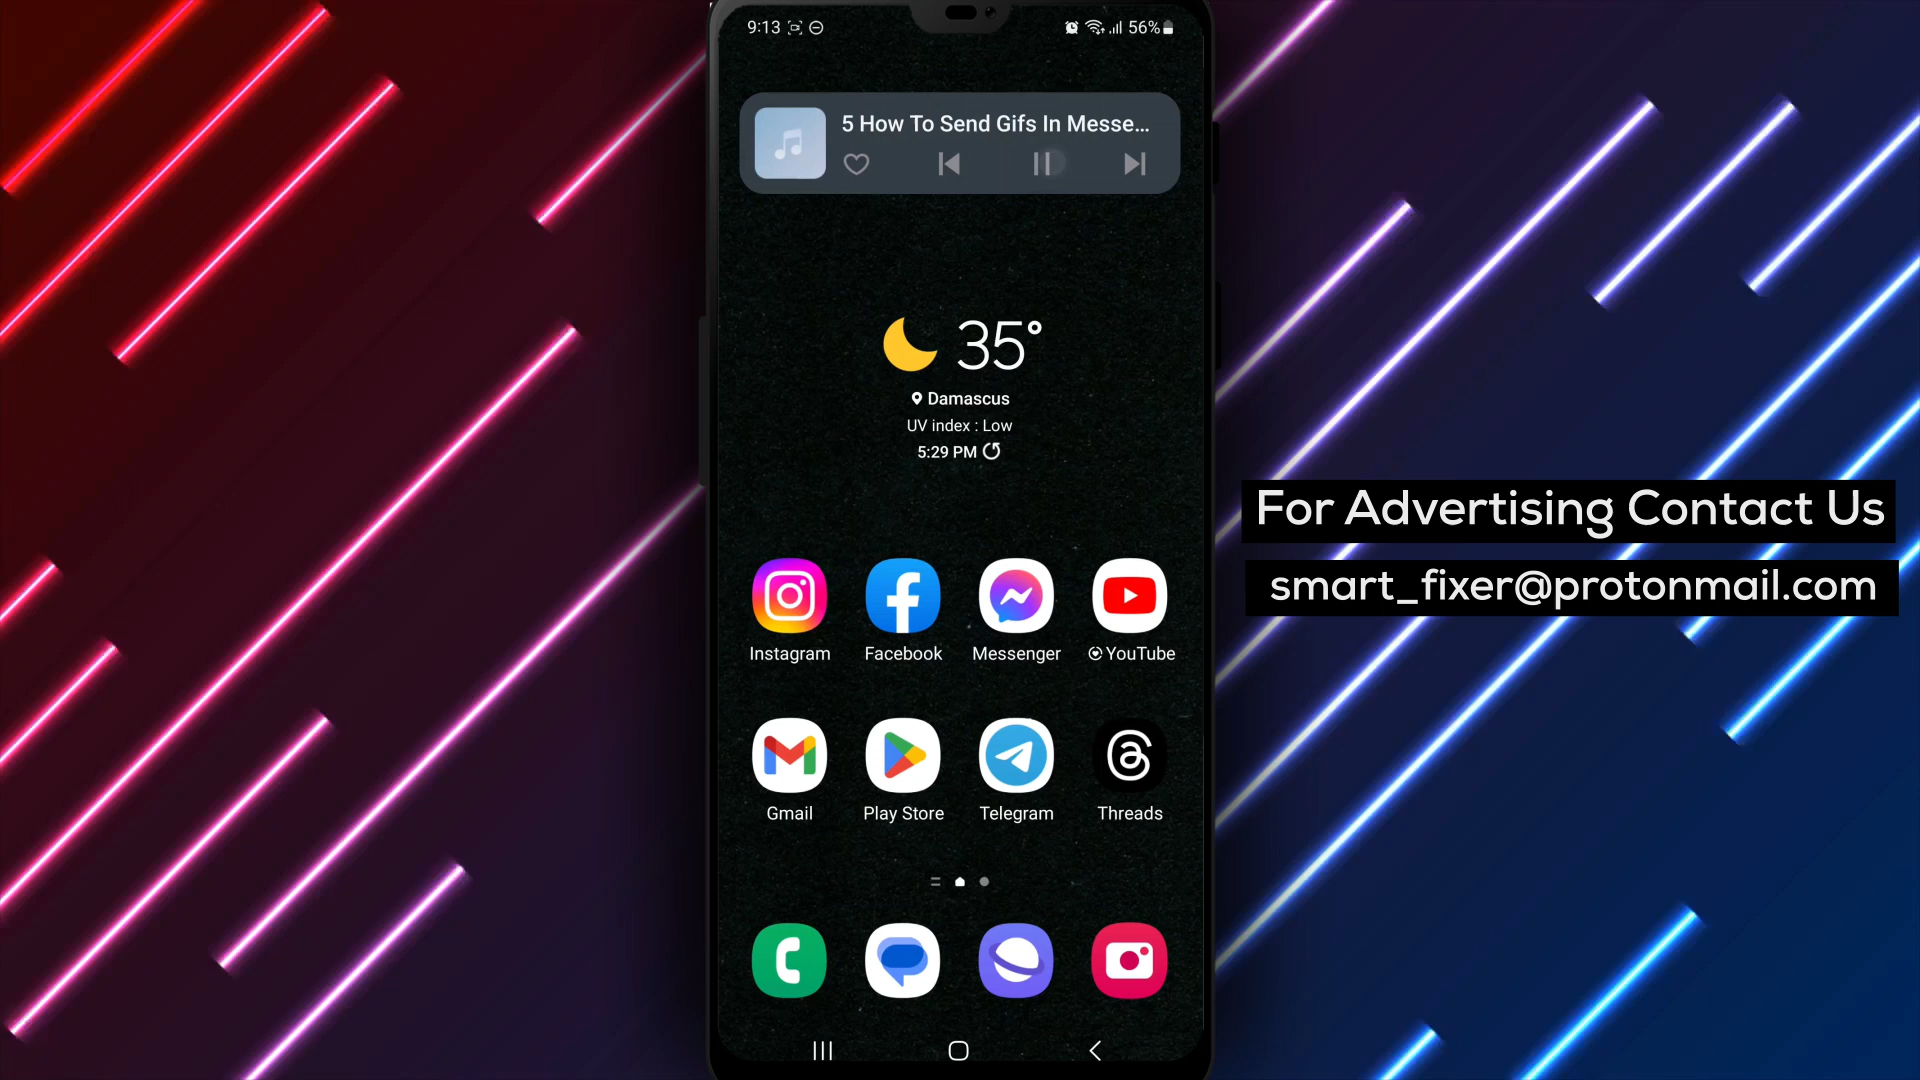 9:13
56%
5 How To Send Gifs In Messe...
35°
Damascus
UV index : Low
5:29 PM
For Advertising Contact Us
smart_fixer@protonmail.com
Instagram
Facebook
Messenger
YouTube
Gmail
Play Store
Telegram
Threads